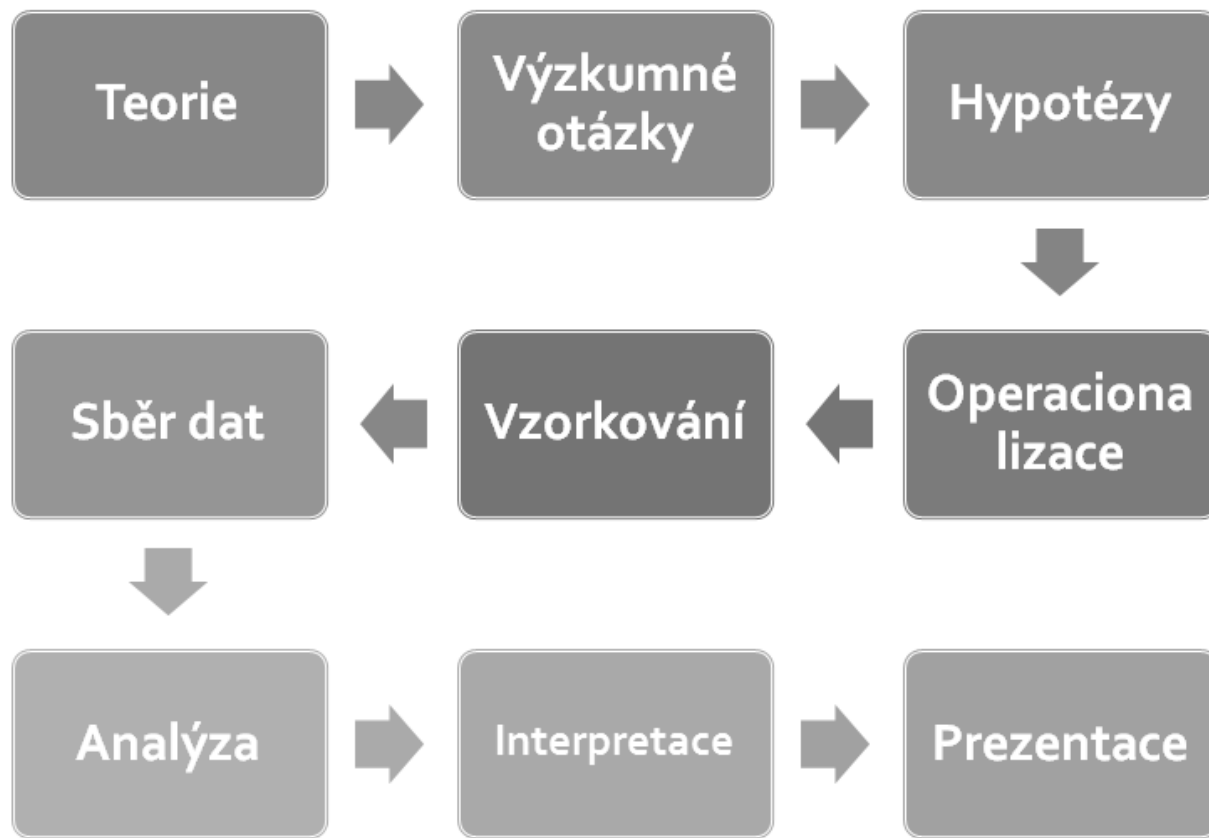 Teorie
Výzkumné
otázky
Hypotézy
Sběr dat
Vzorkování
Operaciona
lizace
Analýza
Interpretace
Prezentace